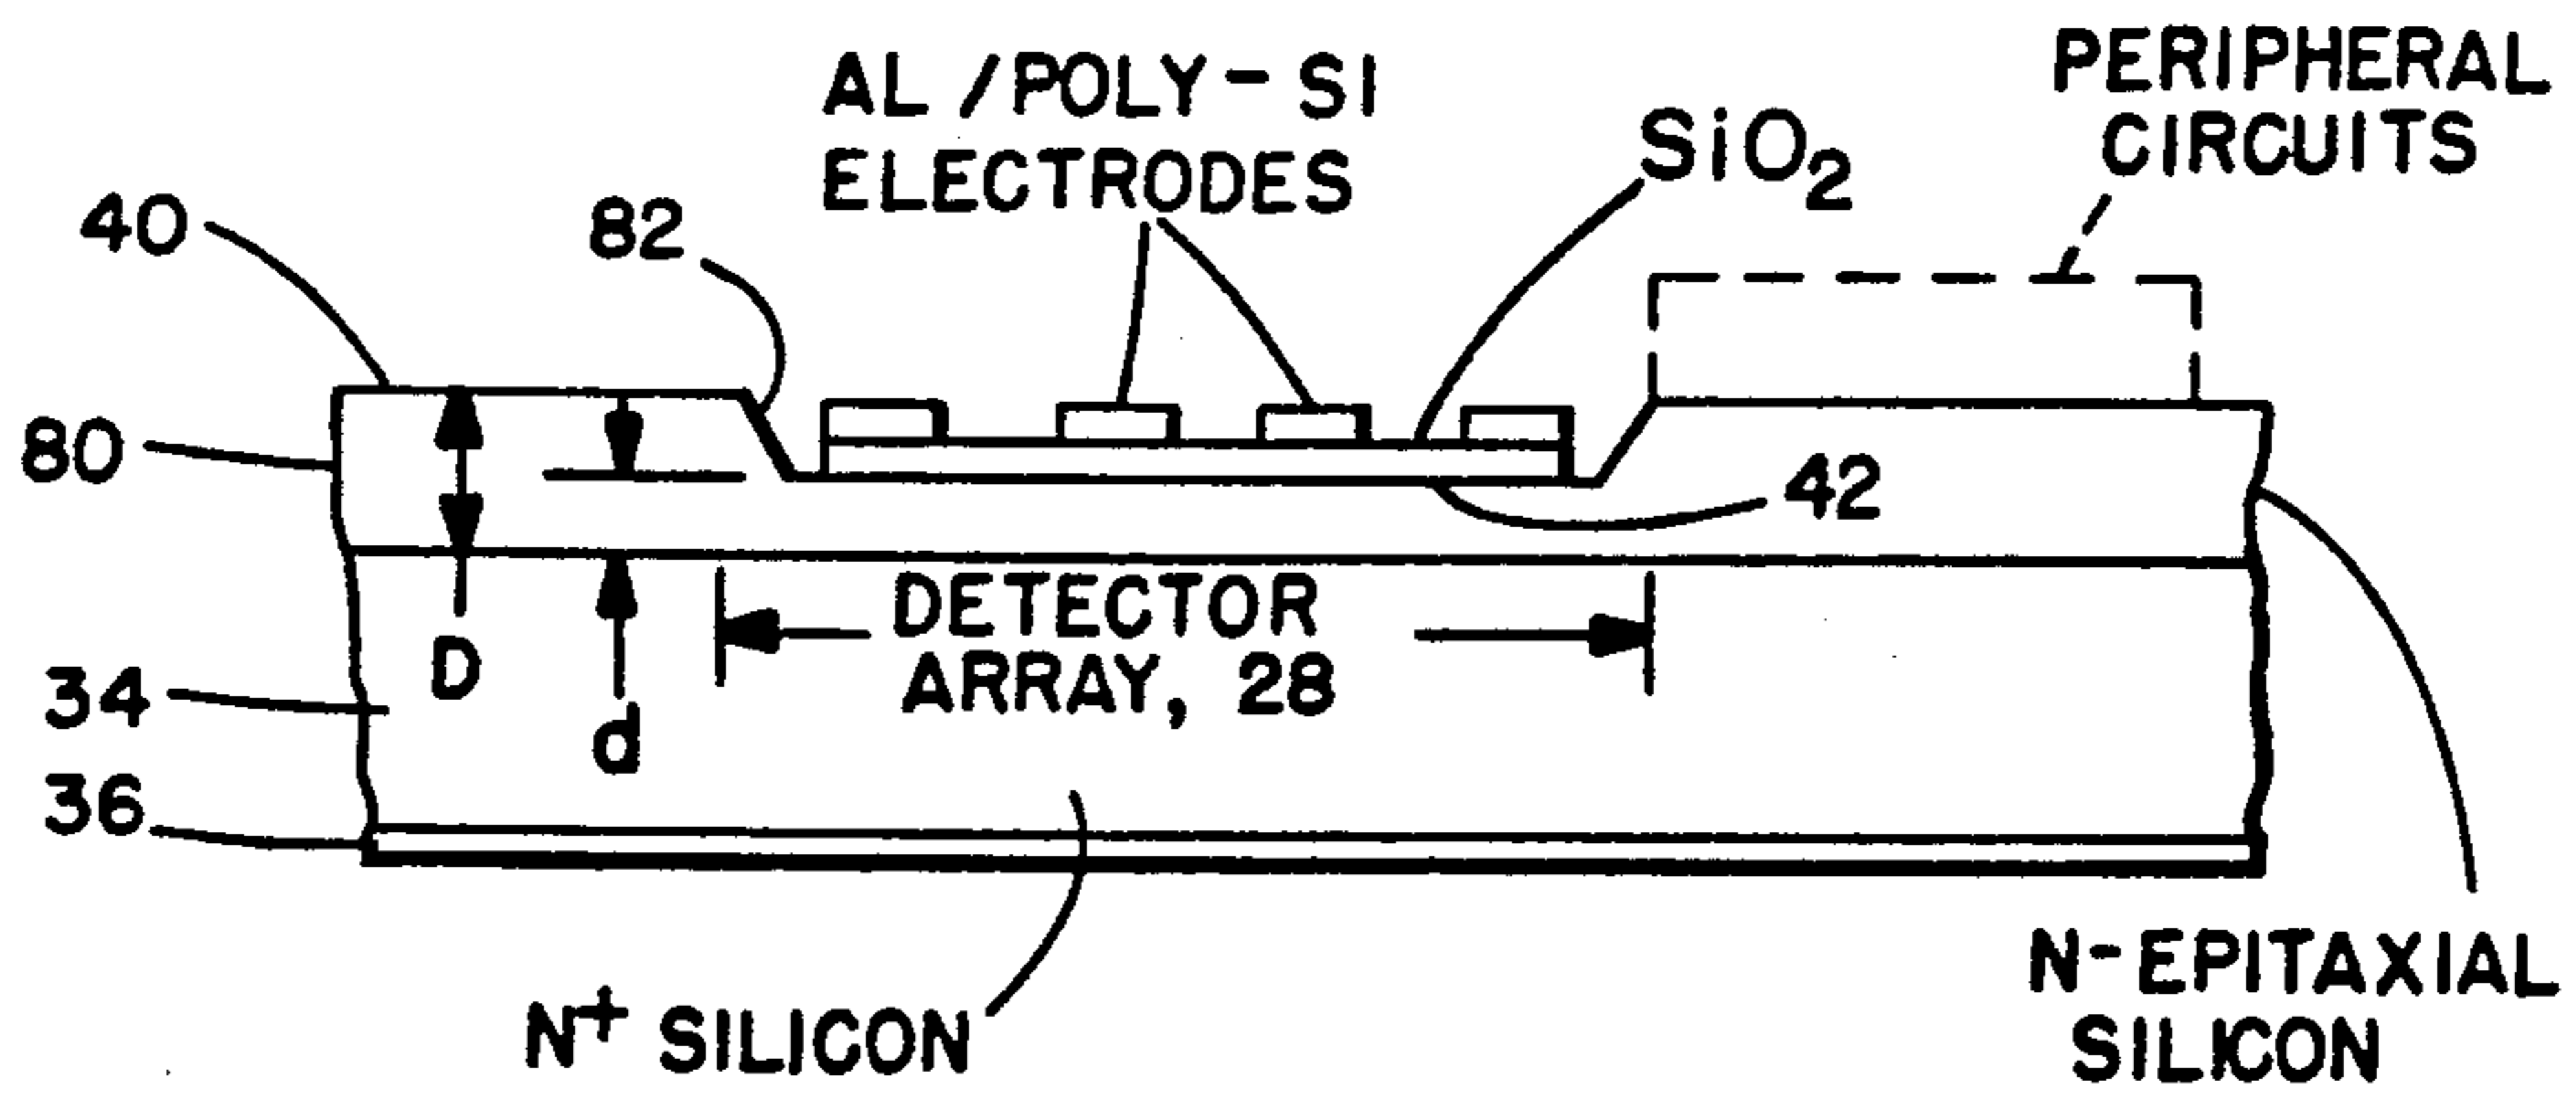 AL/POLY-SI
ELECTRODES
SiO2
PERIPHERAL
CIRCUITS
40
82
80
42
DETECTOR
ARRAY, 28
D
d
34
36
N+ SILICON
N-EPITAXIAL
SILICON